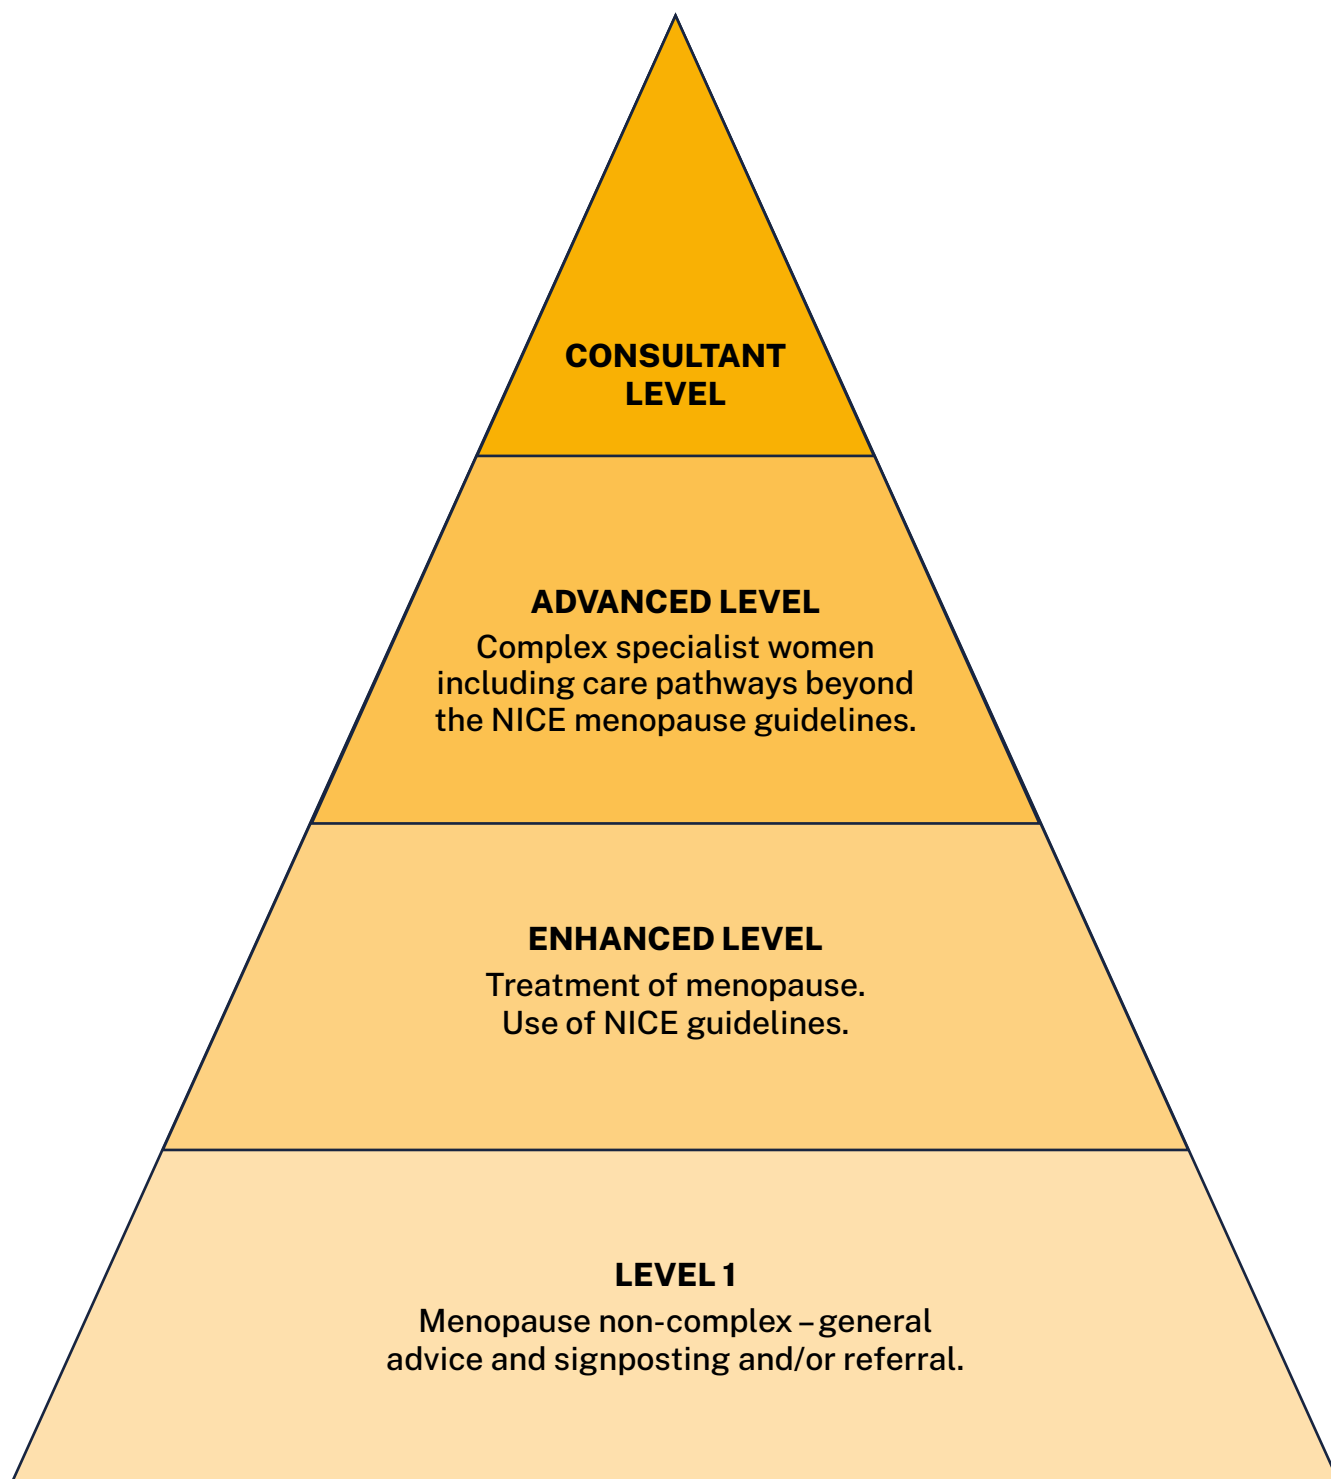 CONSULTANT
LEVEL
ADVANCED LEVEL
Complex specialist women
including care pathways beyond
the NICE menopause guidelines.
ENHANCED LEVEL
Treatment of menopause.
Use of NICE guidelines.
LEVEL 1
Menopause non-complex – general
advice and signposting and/or referral.